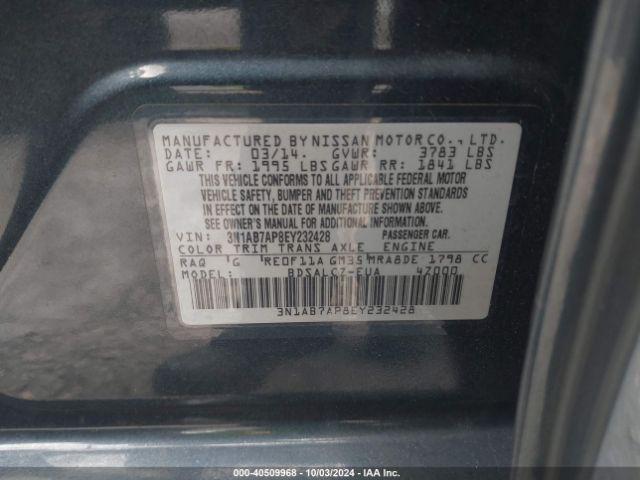 MANUFACTURED BY NISSAN MOTOR CO., LTD.
DATE: 03/14. GVWR: 3783 LBS
GAWR FR: 1995 LBS GAWR RR: 1841 LBS
THIS VEHICLE CONFORMS TO ALL APPLICABLE FEDERAL MOTOR
VEHICLE SAFETY, BUMPER AND THEFT PREVENTION STANDARDS
IN EFFECT ON THE DATE OF MANUFACTURE SHOWN ABOVE.
SEE OWNER'S MANUAL FOR ADDITIONAL INFORMATION
VIN: 3N1AB7AP8EY232428 PASSENGER CAR.
COLOR TRIM TRANS AXLE ENGINE
RAQ G RE0F11A GM35 MRA8DE 1798 CC
MODEL: BDSALCZ-EUA 47000
3N1AB7AP8EY232428
000-40509968 - 10/03/2024 - IAA Inc.